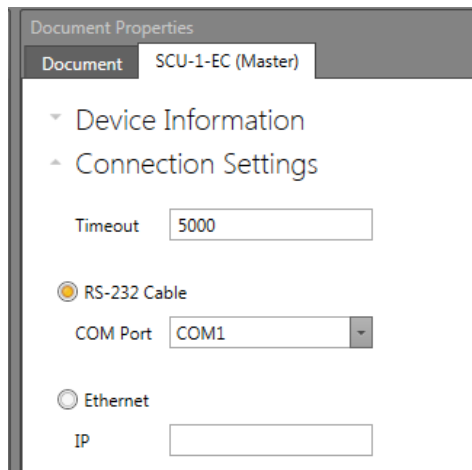 Document Properties
Document SCU-1-EC (Master)
Device Information
Connection Settings
Timeout 5000
RS-232 Cable
COM Port COM1
Ethernet
IP